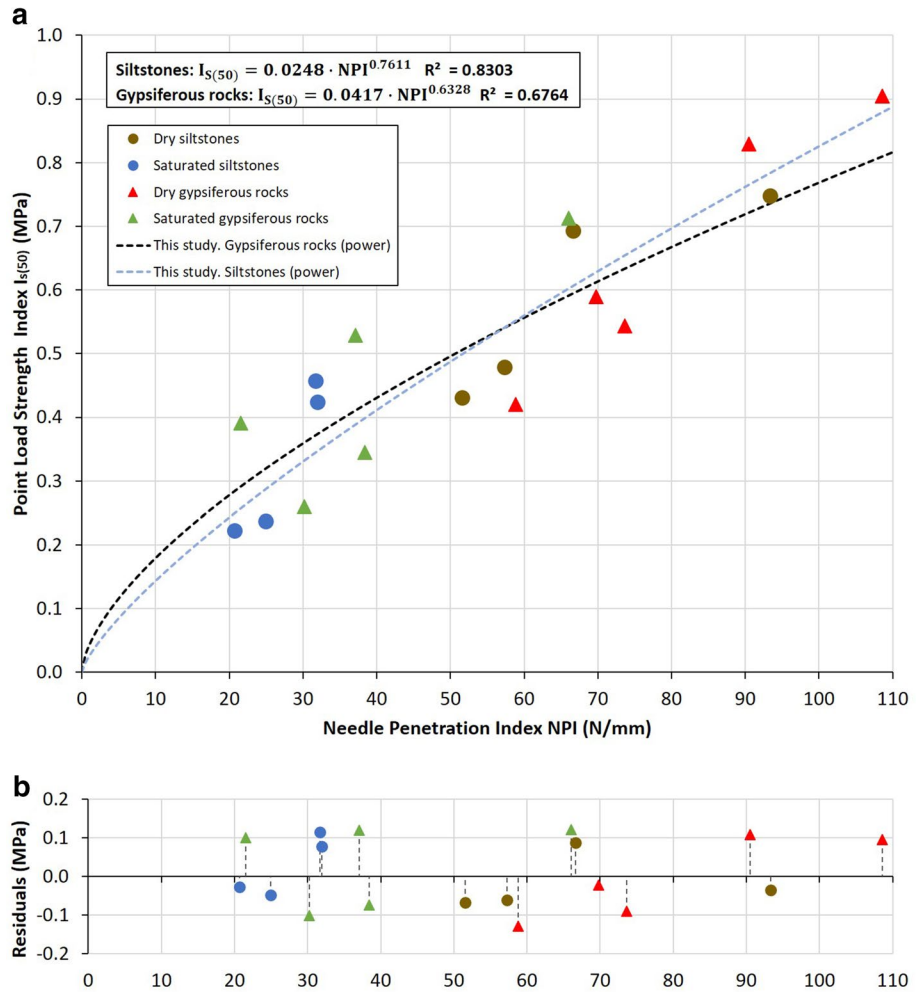 a
Siltstones: I_S(50) = 0.0248 · NPI^0.7611 R² = 0.8303
Gypsiferous rocks: I_S(50) = 0.0417 · NPI^0.6328 R² = 0.6764
Dry siltstones
Saturated siltstones
Dry gypsiferous rocks
Saturated gypsiferous rocks
This study. Gypsiferous rocks (power)
This study. Siltstones (power)
Point Load Strength Index Is(50) (MPa)
1.0
0.9
0.8
0.7
0.6
0.5
0.4
0.3
0.2
0.1
0.0
0 10 20 30 40 50 60 70 80 90 100 110
Needle Penetration Index NPI (N/mm)
b
Residuals (MPa)
0.2
0.1
0.0
-0.1
-0.2
0 10 20 30 40 50 60 70 80 90 100 110